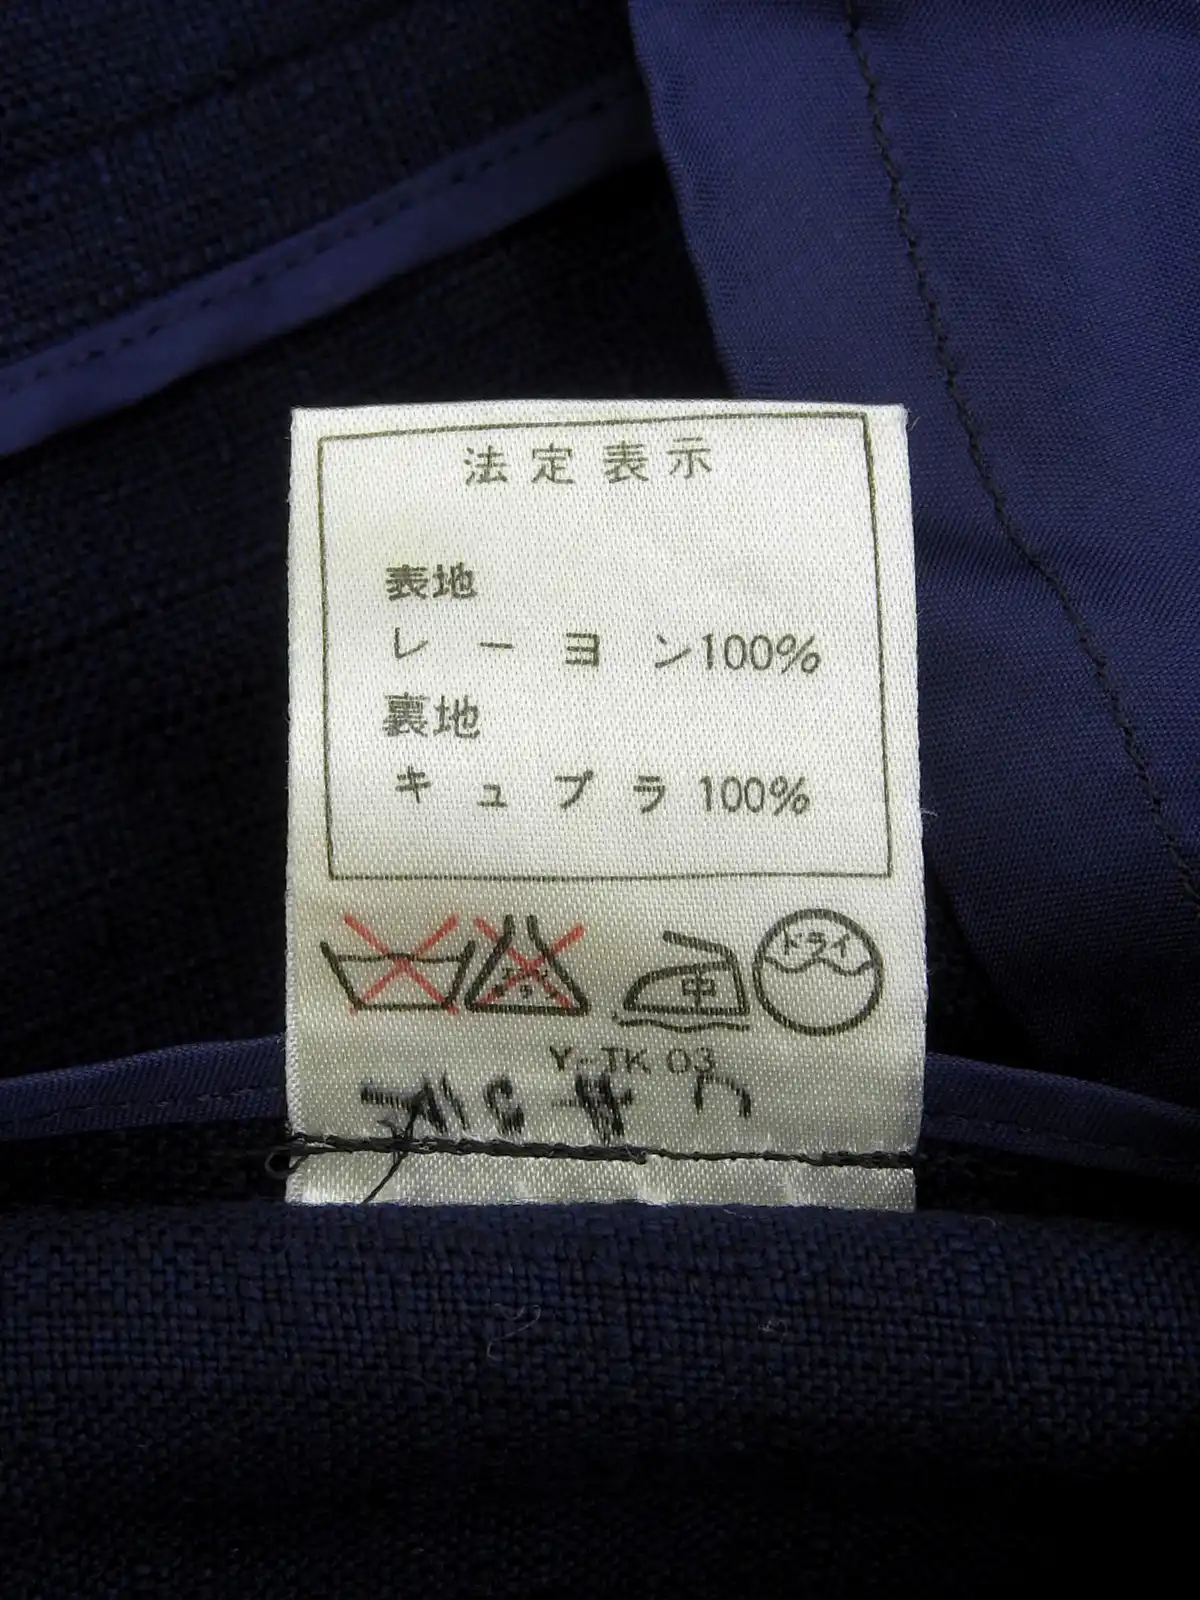 法定表示
表地
レーヨン100%
裏地
キュプラ100%
中
ドライ
Y-TK 03